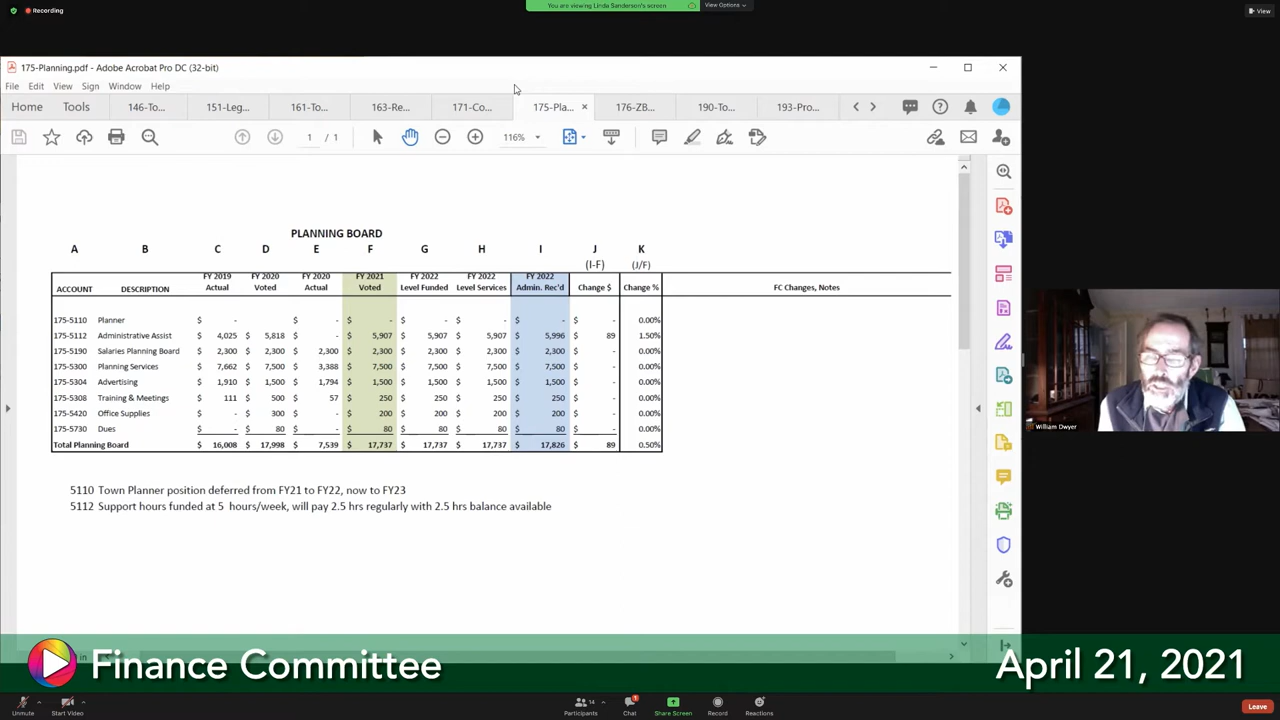 Recording
You are viewing Linda Sanderson's screen
View Options
View
175-Planning.pdf - Adobe Acrobat Pro DC (32-bit)
File Edit View Sign Window Help
Home Tools 146-To... 151-Leg... 161-To... 163-Re... 171-Co... 175-Pla... × 176-ZB... 190-To... 193-Pro...
1 / 1 116%
PLANNING BOARD
A B C D E F G H I J K
(I-F) (J/F)
FY 2019 FY 2020 FY 2020 FY 2021 FY 2022 FY 2022 FY 2022
ACCOUNT DESCRIPTION Actual Voted Actual Voted Level Funded Level Services Admin. Rec'd Change $ Change % FC Changes, Notes
175-5110 Planner $ - $ - $ - $ - $ - $ - $ - 0.00%
175-5112 Administrative Assist $ 4,025 $ 5,818 $ - $ 5,907 $ 5,907 $ 5,907 $ 5,996 $ 89 1.50%
175-5190 Salaries Planning Board $ 2,300 $ 2,300 $ 2,300 $ 2,300 $ 2,300 $ 2,300 $ 2,300 $ - 0.00%
175-5300 Planning Services $ 7,662 $ 7,500 $ 3,388 $ 7,500 $ 7,500 $ 7,500 $ 7,500 $ - 0.00%
175-5304 Advertising $ 1,910 $ 1,500 $ 1,794 $ 1,500 $ 1,500 $ 1,500 $ 1,500 $ - 0.00%
175-5308 Training & Meetings $ 111 $ 500 $ 57 $ 250 $ 250 $ 250 $ 250 $ - 0.00%
175-5420 Office Supplies $ - $ 300 $ - $ 200 $ 200 $ 200 $ 200 $ - 0.00%
175-5730 Dues $ - $ 80 $ - $ 80 $ 80 $ 80 $ 80 $ - 0.00%
Total Planning Board $ 16,008 $ 17,998 $ 7,539 $ 17,737 $ 17,737 $ 17,737 $ 17,826 $ 89 0.50%
5110 Town Planner position deferred from FY21 to FY22, now to FY23
5112 Support hours funded at 5 hours/week, will pay 2.5 hrs regularly with 2.5 hrs balance available
William Dwyer
Finance Committee April 21, 2021
Unmute Start Video Participants 14 Chat 1 Share Screen Record Reactions Leave